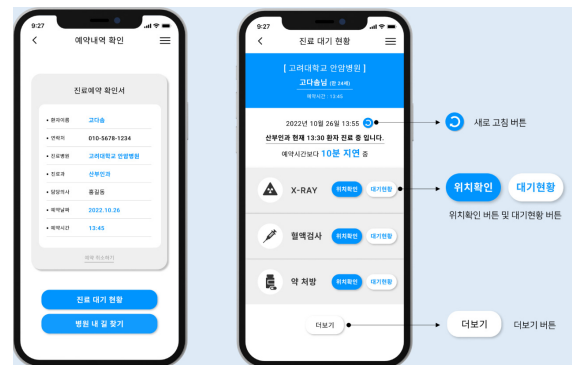 9:27
예약내역 확인
진료예약 확인서
• 환자이름 고다솜
• 연락처 010-5678-1234
• 진료병원 고려대학교 안암병원
• 진료과 산부인과
• 담당의사 홍길동
• 예약날짜 2022.10.26
• 예약시간 13:45
예약 취소하기
진료 대기 현황
병원 내 길 찾기
9:27
진료 대기 현황
[ 고려대학교 안암병원 ]
고다솜님 (만 24세)
예약시간 : 13:45
2022년 10월 26일 13:55
산부인과 현재 13:30 환자 진료 중 입니다.
예약시간보다 10분 지연 중
X-RAY 위치확인 대기현황
혈액검사 위치확인 대기현황
약 처방 위치확인 대기현황
더보기
새로 고침 버튼
위치확인 대기현황
위치확인 버튼 및 대기현황 버튼
더보기 더보기 버튼